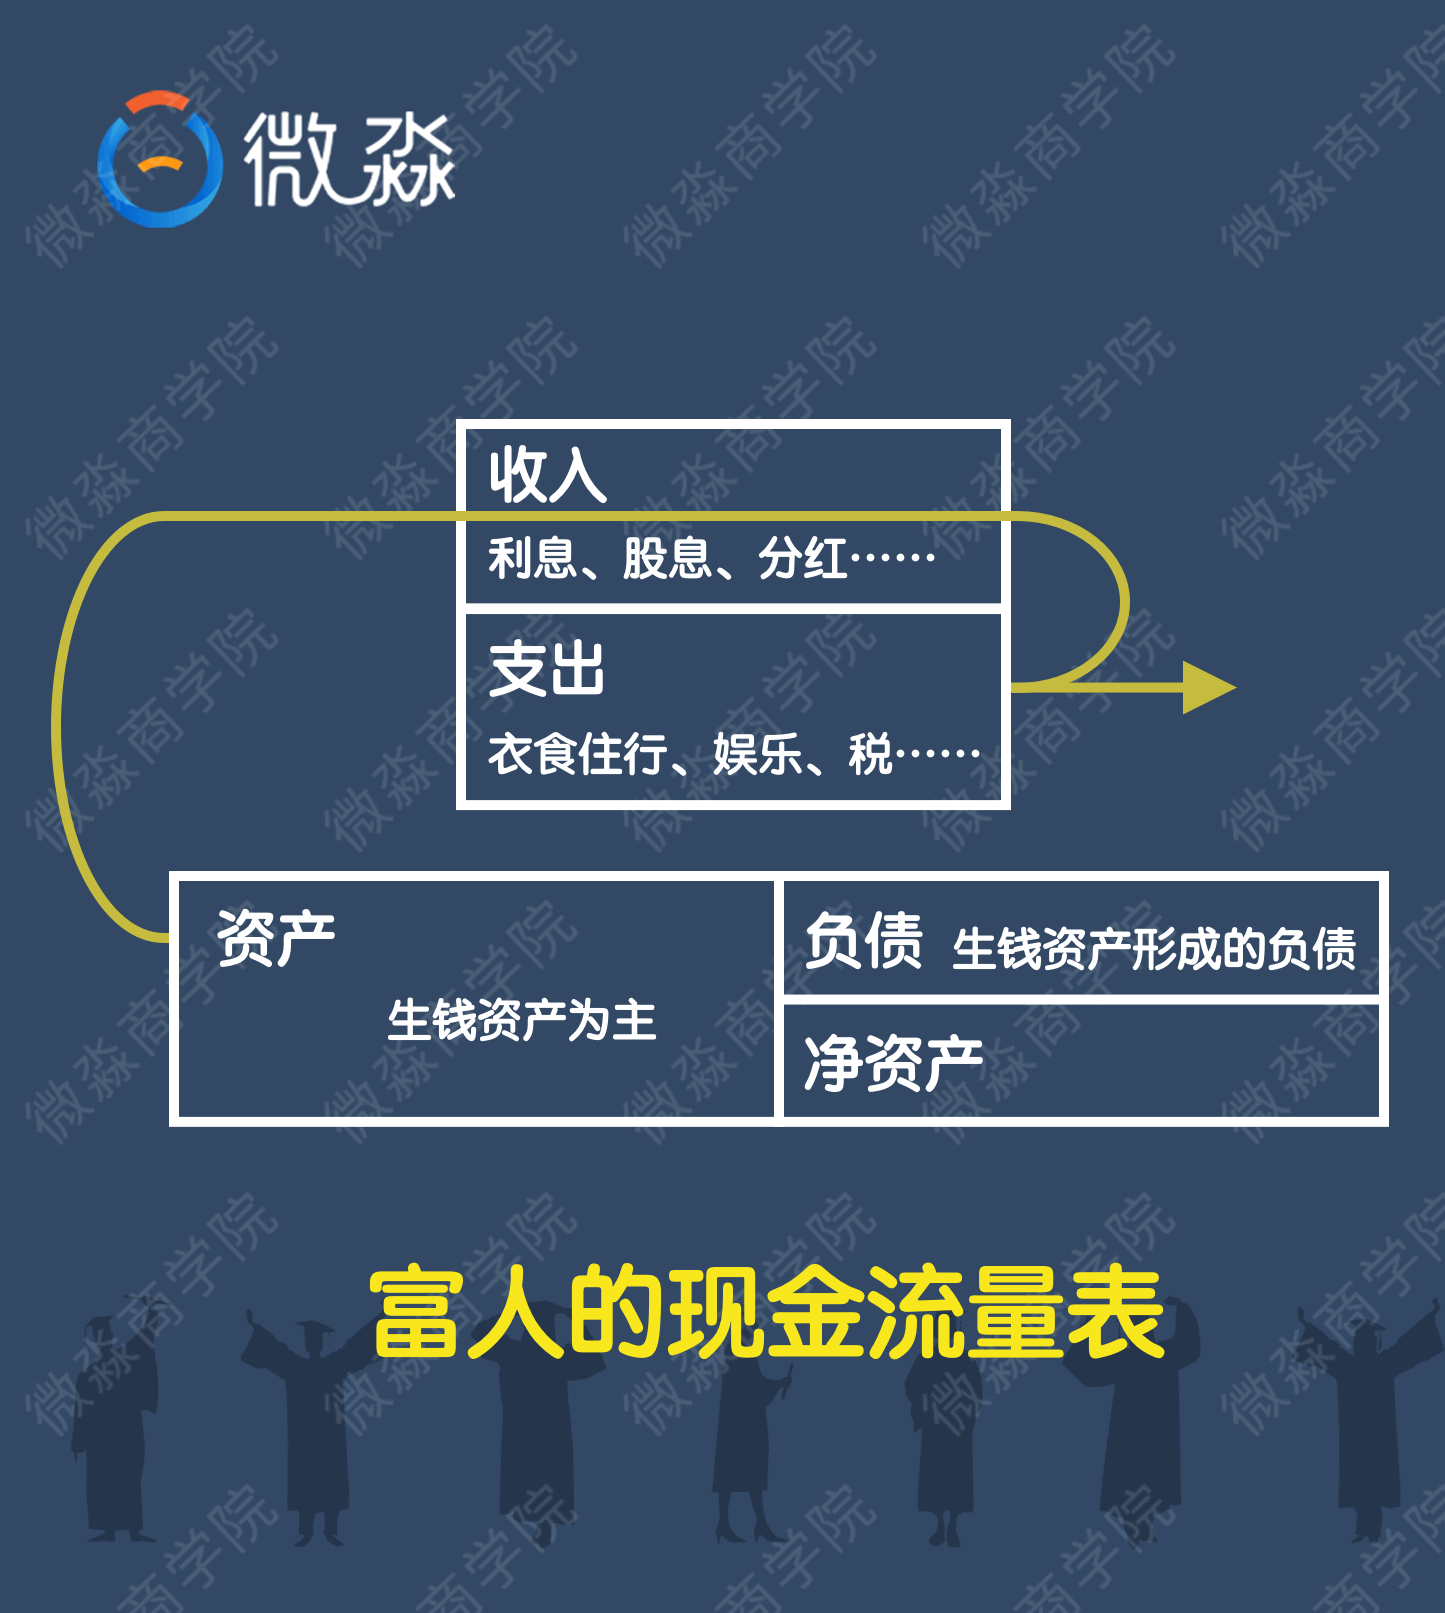 微淼
收入
利息、股息、分红……
支出
衣食住行、娱乐、税……
资产
生钱资产为主
负债 生钱资产形成的负债
净资产
富人的现金流量表
微淼商学院